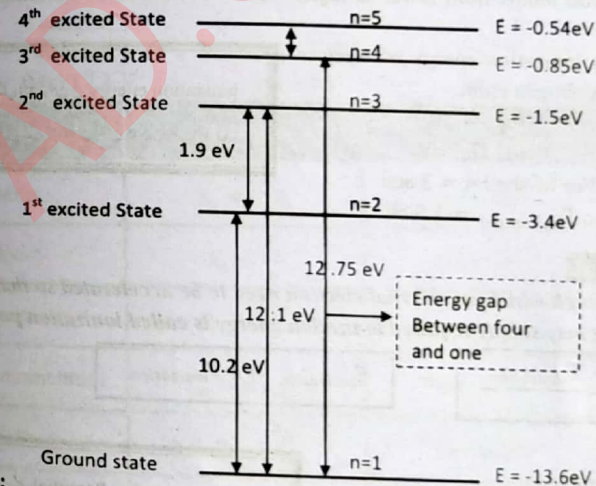 4th excited State n=5 E = -0.54eV
3rd excited State n=4 E = -0.85eV
2nd excited State n=3 E = -1.5eV
1.9 eV
1st excited State n=2 E = -3.4eV
12.75 eV
Energy gap
12.1 eV Between four
and one
10.2 eV
Ground state n=1 E = -13.6eV